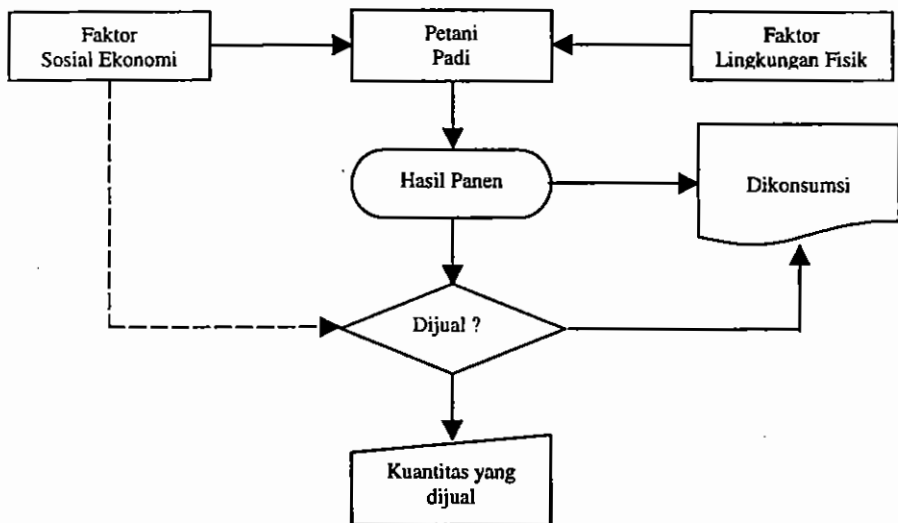 Faktor
Sosial Ekonomi
Petani
Padi
Faktor
Lingkungan Fisik
Hasil Panen
Dikonsumsi
Dijual ?
Kuantitas yang
dijual